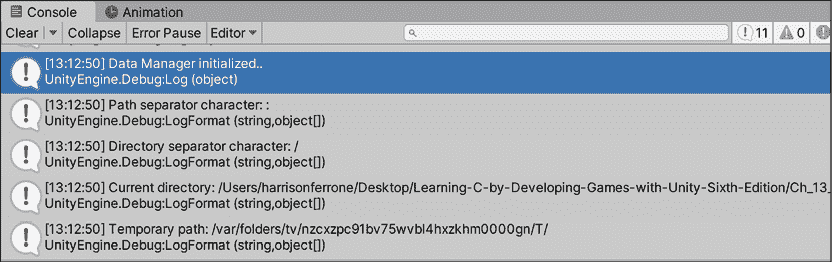 Console Animation
Clear Collapse Error Pause Editor 11 0
[13:12:50] Data Manager initialized..
UnityEngine.Debug:Log (object)
[13:12:50] Path separator character: :
UnityEngine.Debug:LogFormat (string,object[])
[13:12:50] Directory separator character: /
UnityEngine.Debug:LogFormat (string,object[])
[13:12:50] Current directory: /Users/harrisonferrone/Desktop/Learning-C-by-Developing-Games-with-Unity-Sixth-Edition/Ch_13_
UnityEngine.Debug:LogFormat (string,object[])
[13:12:50] Temporary path: /var/folders/tv/nzcxzpc91bv75wvbl4hxzkhm0000gn/T/
UnityEngine.Debug:LogFormat (string,object[])